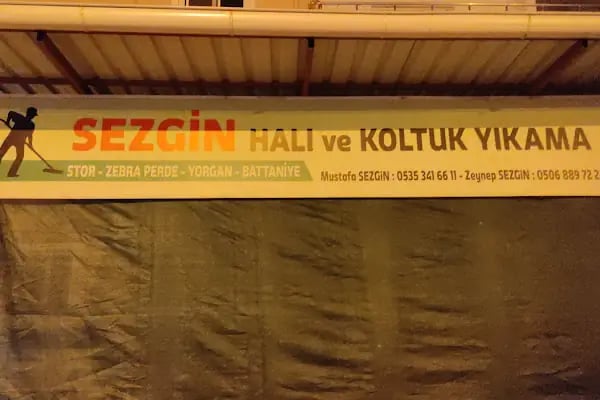 SEZGİN HALI ve KOLTUK YIKAMA
STOR - ZEBRA PERDE - YORGAN - BATTANİYE
Mustafa SEZGİN : 0535 341 66 11 - Zeynep SEZGİN : 0506 889 72 2